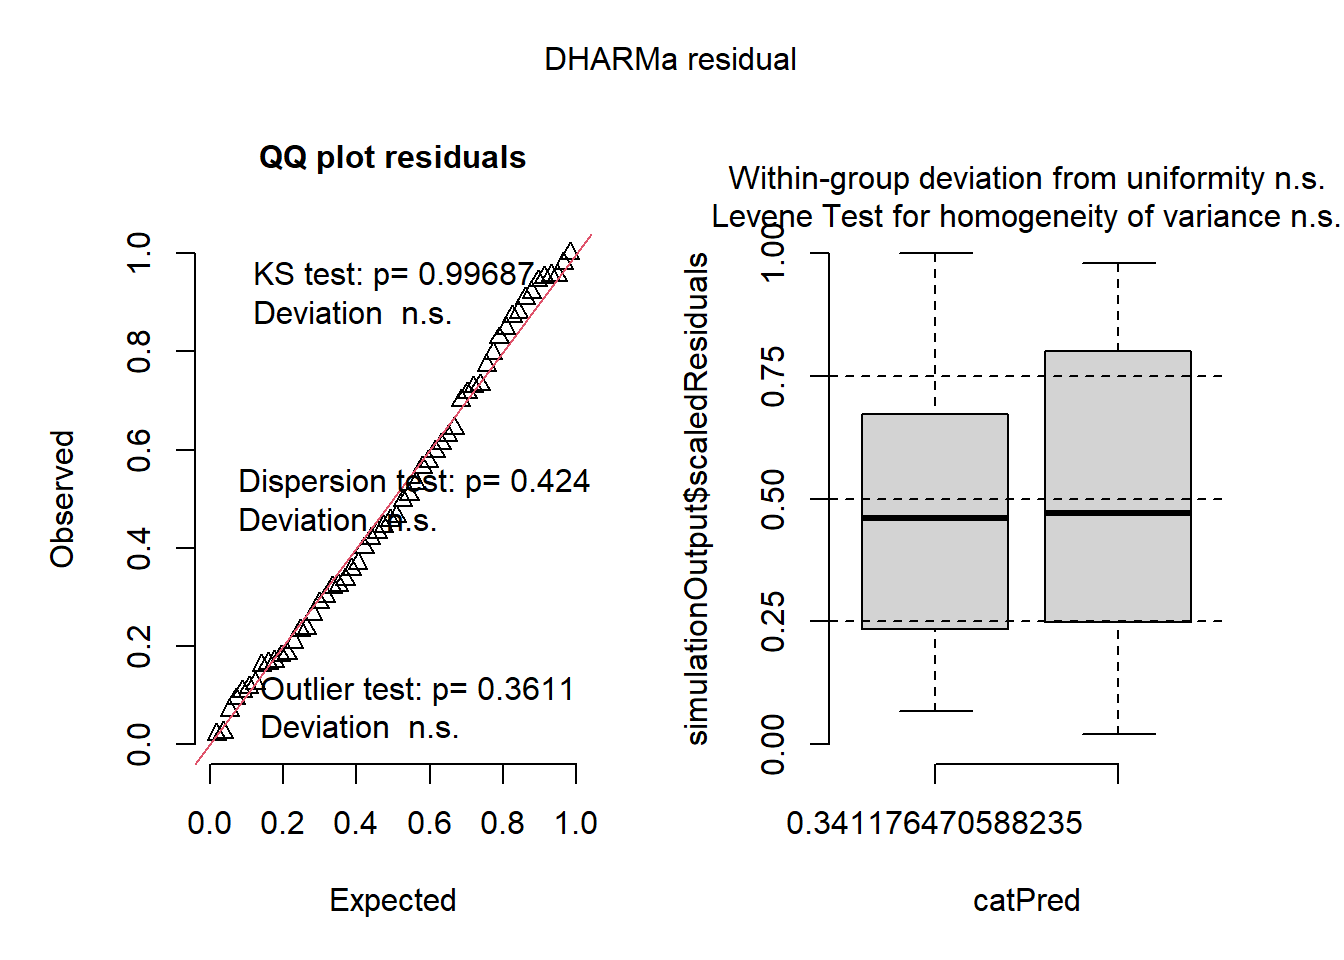 DHARMa residual
QQ plot residuals
KS test: p= 0.99687
Deviation  n.s.
Dispersion test: p= 0.424
Deviation  n.s.
Outlier test: p= 0.3611
Deviation  n.s.
Observed
0.0 0.2 0.4 0.6 0.8 1.0
0.0 0.2 0.4 0.6 0.8 1.0
Expected
Within-group deviation from uniformity n.s.
Levene Test for homogeneity of variance n.s.
simulationOutput$scaledResiduals
0.00 0.25 0.50 0.75 1.00
0.341176470588235
catPred